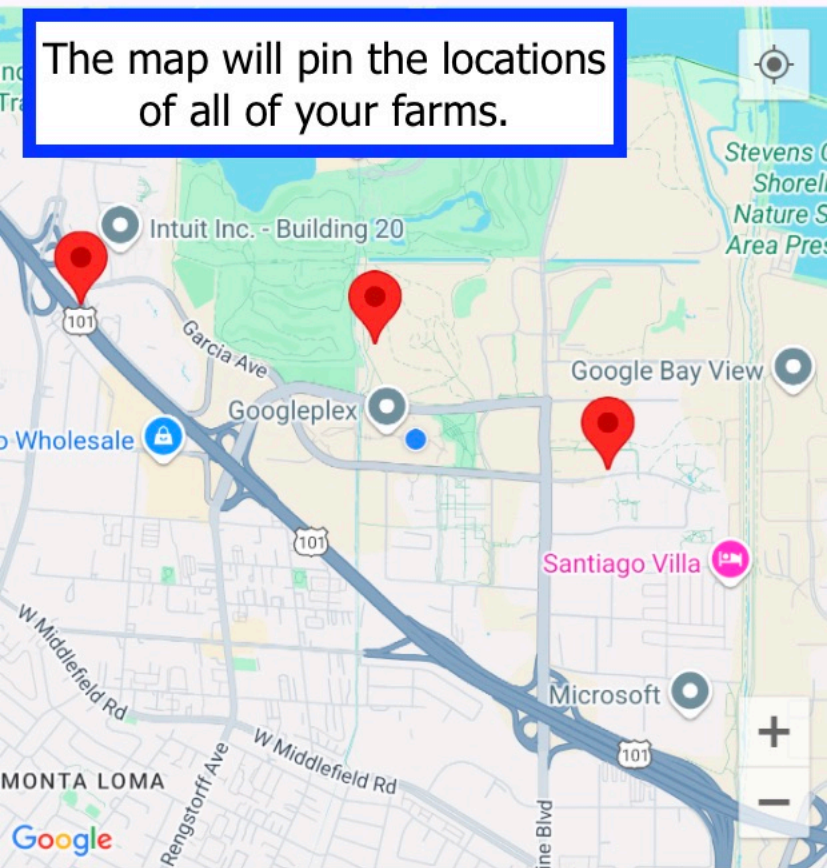 The map will pin the locations
of all of your farms.
Stevens
Shorel
Nature S
Area Pres
Intuit Inc. - Building 20
101
Garcia Ave
Google Bay View
Googleplex
o Wholesale
101
Santiago Villa
W Middlefield Rd
Microsoft
W Middlefield Rd
101
MONTA LOMA
Rengstorff Ave
ine Blvd
Google